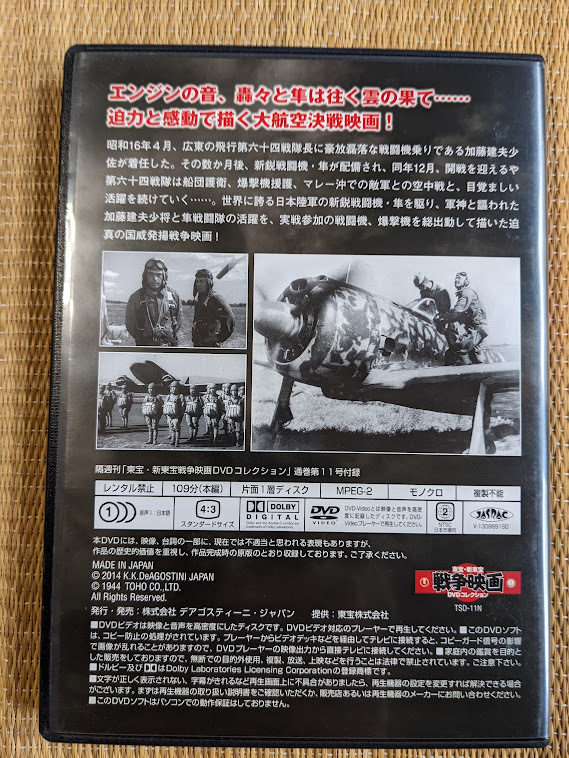 エンジンの音、轟々と隼は往く雲の果て……
迫力と感動で描く大航空決戦映画！
昭和16年４月、広東の飛行第六十四戦隊長に豪放磊落な戦闘機乗りである加藤建夫少
佐が着任した。その数か月後、新鋭戦闘機・隼が配備され、同年12月、開戦を迎えるや
第六十四戦隊は船団護衛、爆撃機援護、マレー沖での敵軍との空中戦と、目覚ましい
活躍を続けていく……。世界に誇る日本陸軍の新鋭戦闘機・隼を駆り、軍神と謳われた
加藤建夫少将と隼戦闘隊の活躍を、実戦参加の戦闘機、爆撃機を総出動して描いた迫
真の国威発揚戦争映画！
隔週刊「東宝・新東宝戦争映画DVDコレクション」通巻第１１号付録
レンタル禁止 109分(本編) 片面１層ディスク MPEG-2 モノクロ 複製不能
1 音声1：日本語
4:3
スタンダードサイズ
DOLBY
DIGITAL
DVD
VIDEO
DVD-Videoとは映像と音声を高密
度に記録したディスクです。DVD-
Videoプレーヤーで再生してください。
2
NTSC
日本市場向
JASRAC
V-1309891SO
本DVDには、映像、台詞の一部に、現在では不適当と思われる表現もありますが、
作品の歴史的価値を重視し、作品完成時の原版のとおり収録しております。ご了承ください。
MADE IN JAPAN
© 2014 K.K.DeAGOSTINI JAPAN
© 1944 TOHO CO.,LTD.
All Rights Reserved.
東宝・新東宝
戦争映画
DVDコレクション
TSD-11N
発行・発売：株式会社 デアゴスティーニ・ジャパン 提供：東宝株式会社
■DVDビデオは映像と音声を高密度にしたディスクです。DVDビデオ対応のプレーヤーで再生してください。■このDVDソフト
は、コピー防止の処理がされています。プレーヤーからビデオデッキなどを経由してテレビに接続すると、コピーガード信号の影響
で画像が乱れることがありますので、DVDプレーヤーの映像出力から直接テレビに接続してください。■家庭内の鑑賞を目的と
した販売をしておりますので、無断での目的外使用、複製、放送、上映などを行うことは法律で禁止されています。ご注意下さい。
■ドルビー及びはDolby Laboratories Licensing Corporationの登録商標です。
■文字が正しく表示されない、字幕がされるなど再生画面上に不具合がありましたら、再生機器の設定を変更すれば解決できる場合
がございます。まずは再生機器の取り扱い説明書をご確認いただくか、販売店あるいは再生機器のメーカーにお問い合わせください。
■このDVDソフトはパソコンでの動作保証はしておりません。